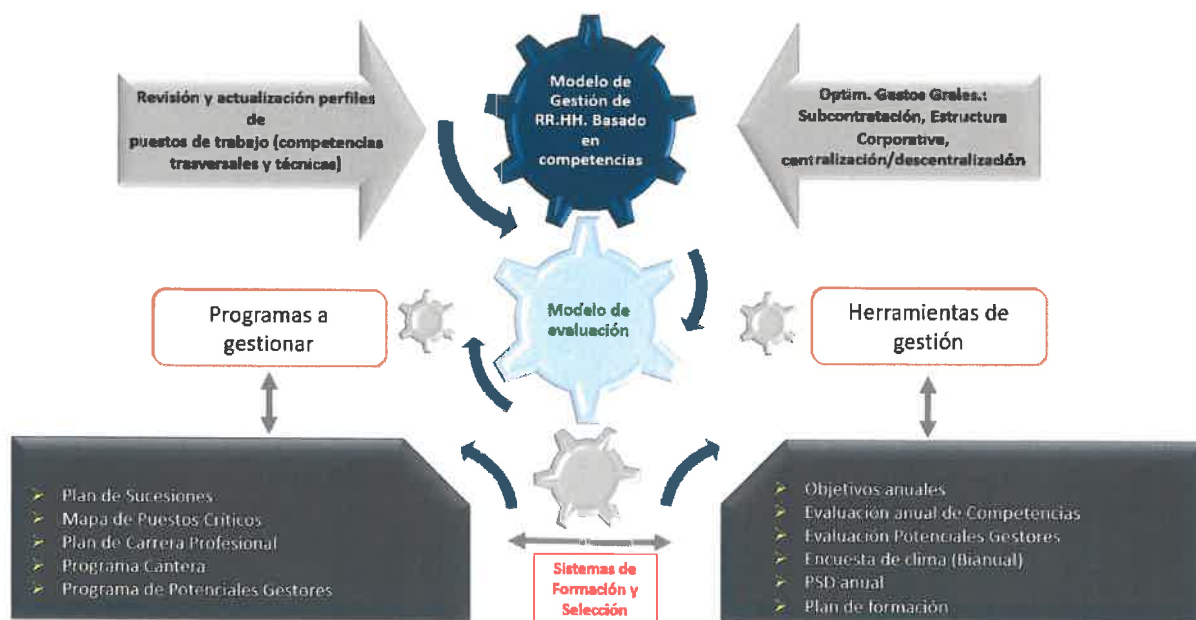 Revisión y actualización perfiles
de
puestos de trabajo (competencias
trasversales y técnicas)
Modelo de
Gestión de
RR.HH. Basado
en
competencias
Optim. Gastos Grales.:
Subcontratación, Estructura
Corporativa,
centralización/descentralización
Modelo de
evaluación
Programas a
gestionar
Herramientas de
gestión
Plan de Sucesiones
Mapa de Puestos Críticos
Plan de Carrera Profesional
Programa Cantera
Programa de Potenciales Gestores
Sistemas de
Formación y
Selección
Objetivos anuales
Evaluación anual de Competencias
Evaluación Potenciales Gestores
Encuesta de clima (Bianual)
PSD anual
Plan de formación